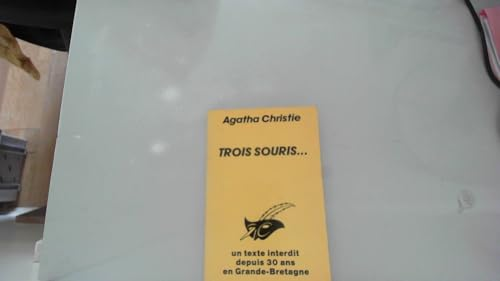 Agatha Christie
TROIS SOURIS...
un texte interdit
depuis 30 ans
en Grande-Bretagne